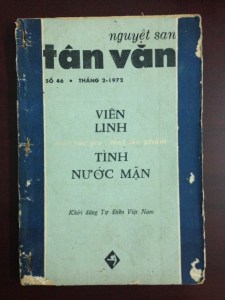 nguyệt san
tân văn
SỐ 46 • THÁNG 2-1972
VIÊN
LINH
TÌNH
NƯỚC MẶN
Khởi đăng Tự Điển Việt Nam